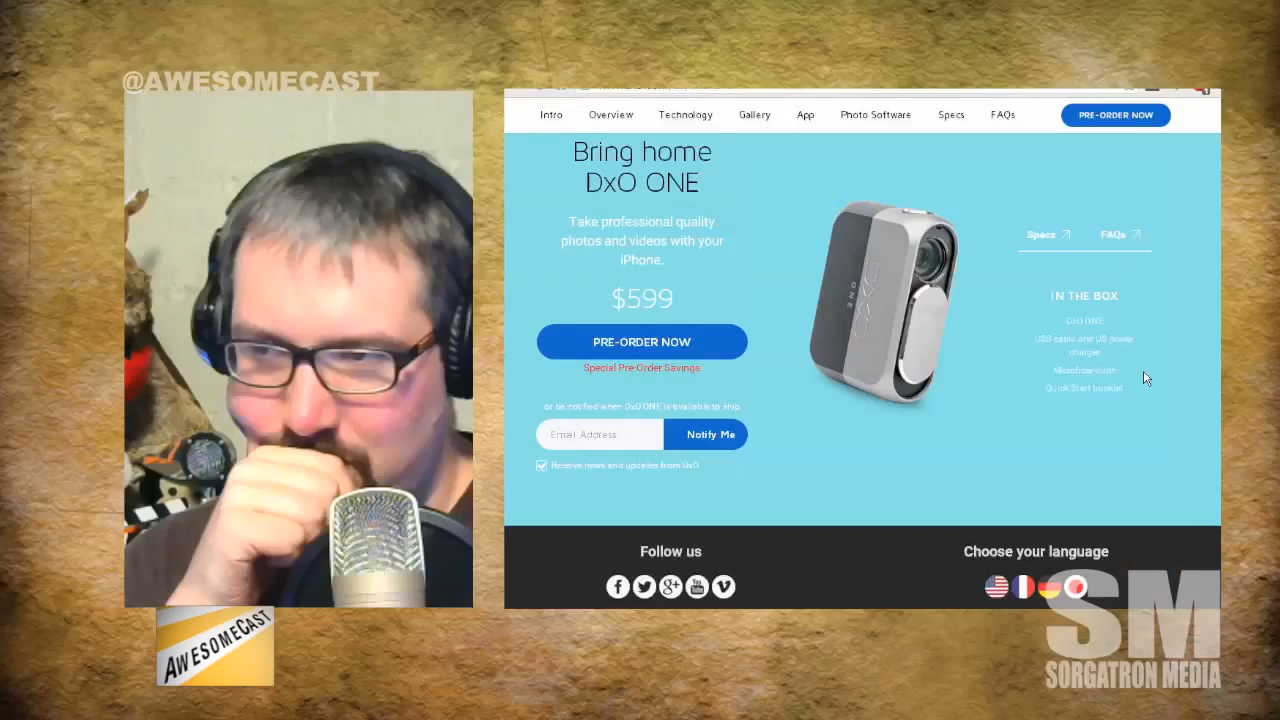 @AWESOMECAST
Intro Overview Technology Gallery App Photo Software Specs FAQs PRE-ORDER NOW
Bring home
DxO ONE
Take professional quality
photos and videos with your
iPhone.
$599
PRE-ORDER NOW
Special Pre-Order Savings
or be notified when DxO ONE is available to ship
Email Address
Notify Me
Receive news and updates from DxO
DXO
ONE
Specs FAQs
IN THE BOX
DxO ONE
USB cable and US power
charger
Microfiber cloth
Quick Start booklet
Follow us
Choose your language
AWESOMECAST
SM
SORGATRON MEDIA